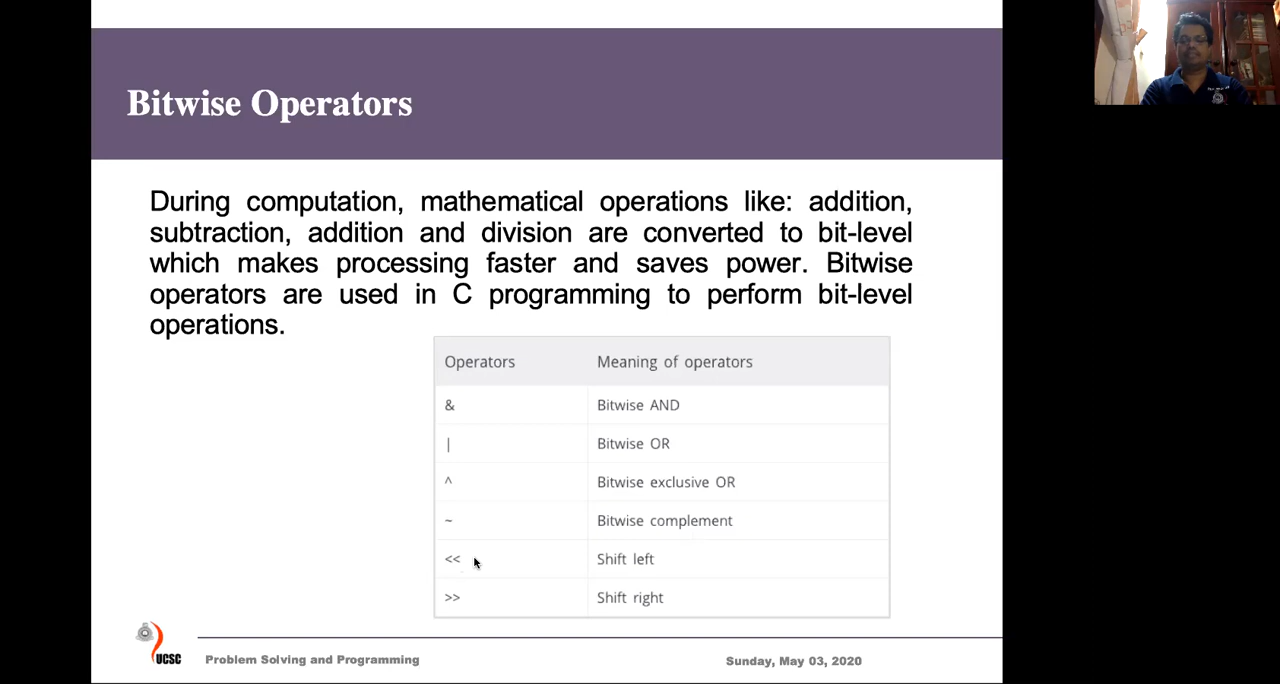 Bitwise Operators
During computation, mathematical operations like: addition,
subtraction, addition and division are converted to bit-level
which makes processing faster and saves power. Bitwise
operators are used in C programming to perform bit-level
operations.
Operators Meaning of operators
& Bitwise AND
| Bitwise OR
^ Bitwise exclusive OR
~ Bitwise complement
<< Shift left
>> Shift right
UCSC
Problem Solving and Programming
Sunday, May 03, 2020